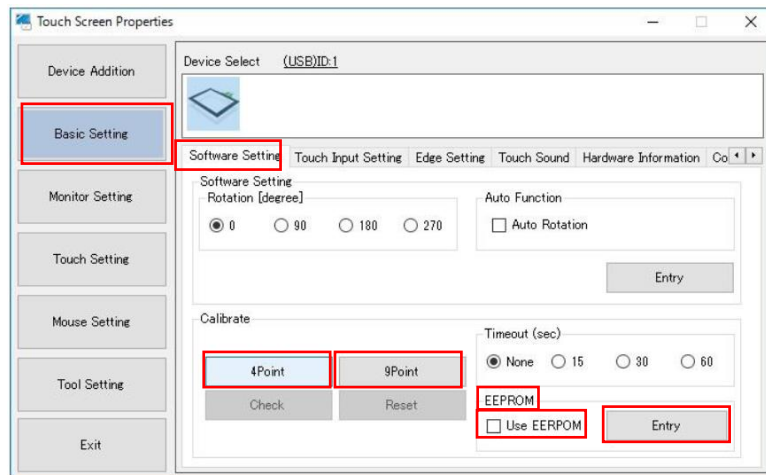 Touch Screen Properties
Device Addition
Basic Setting
Monitor Setting
Touch Setting
Mouse Setting
Tool Setting
Exit
Device Select (USB)ID:1
Software Setting Touch Input Setting Edge Setting Touch Sound Hardware Information Co
Software Setting
Rotation [degree]
0 90 180 270
Auto Function
Auto Rotation
Entry
Calibrate
4Point 9Point
Check Reset
Timeout (sec)
None 15 30 60
EEPROM
Use EERPOM Entry